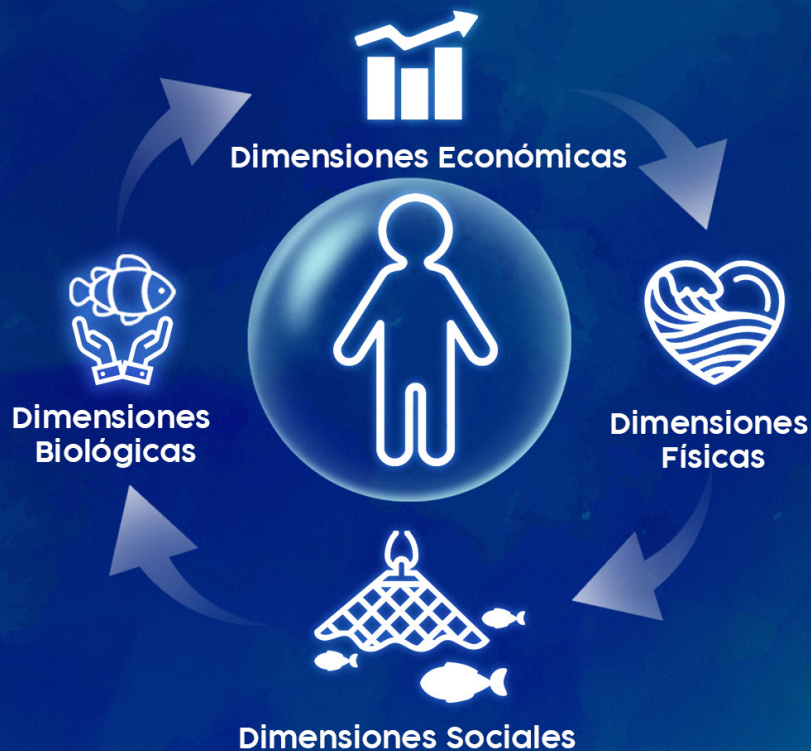 Dimensiones Económicas
Dimensiones
Biológicas
Dimensiones
Físicas
Dimensiones Sociales